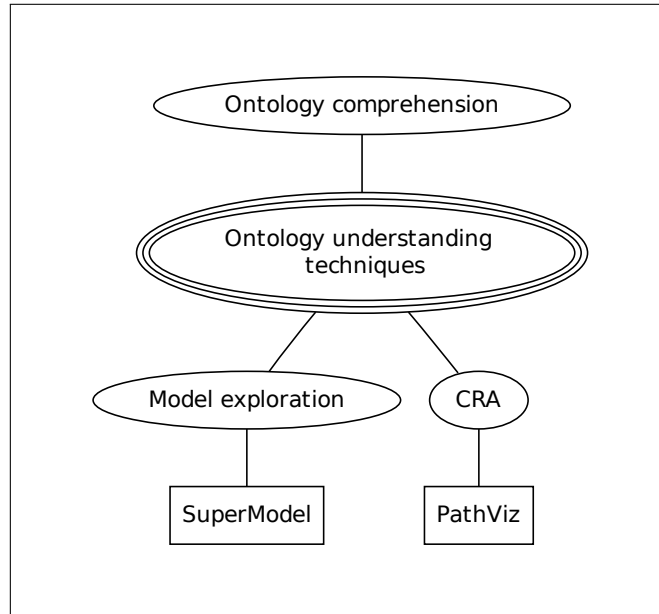 Ontology comprehension
Ontology understanding
techniques
Model exploration
CRA
SuperModel
PathViz